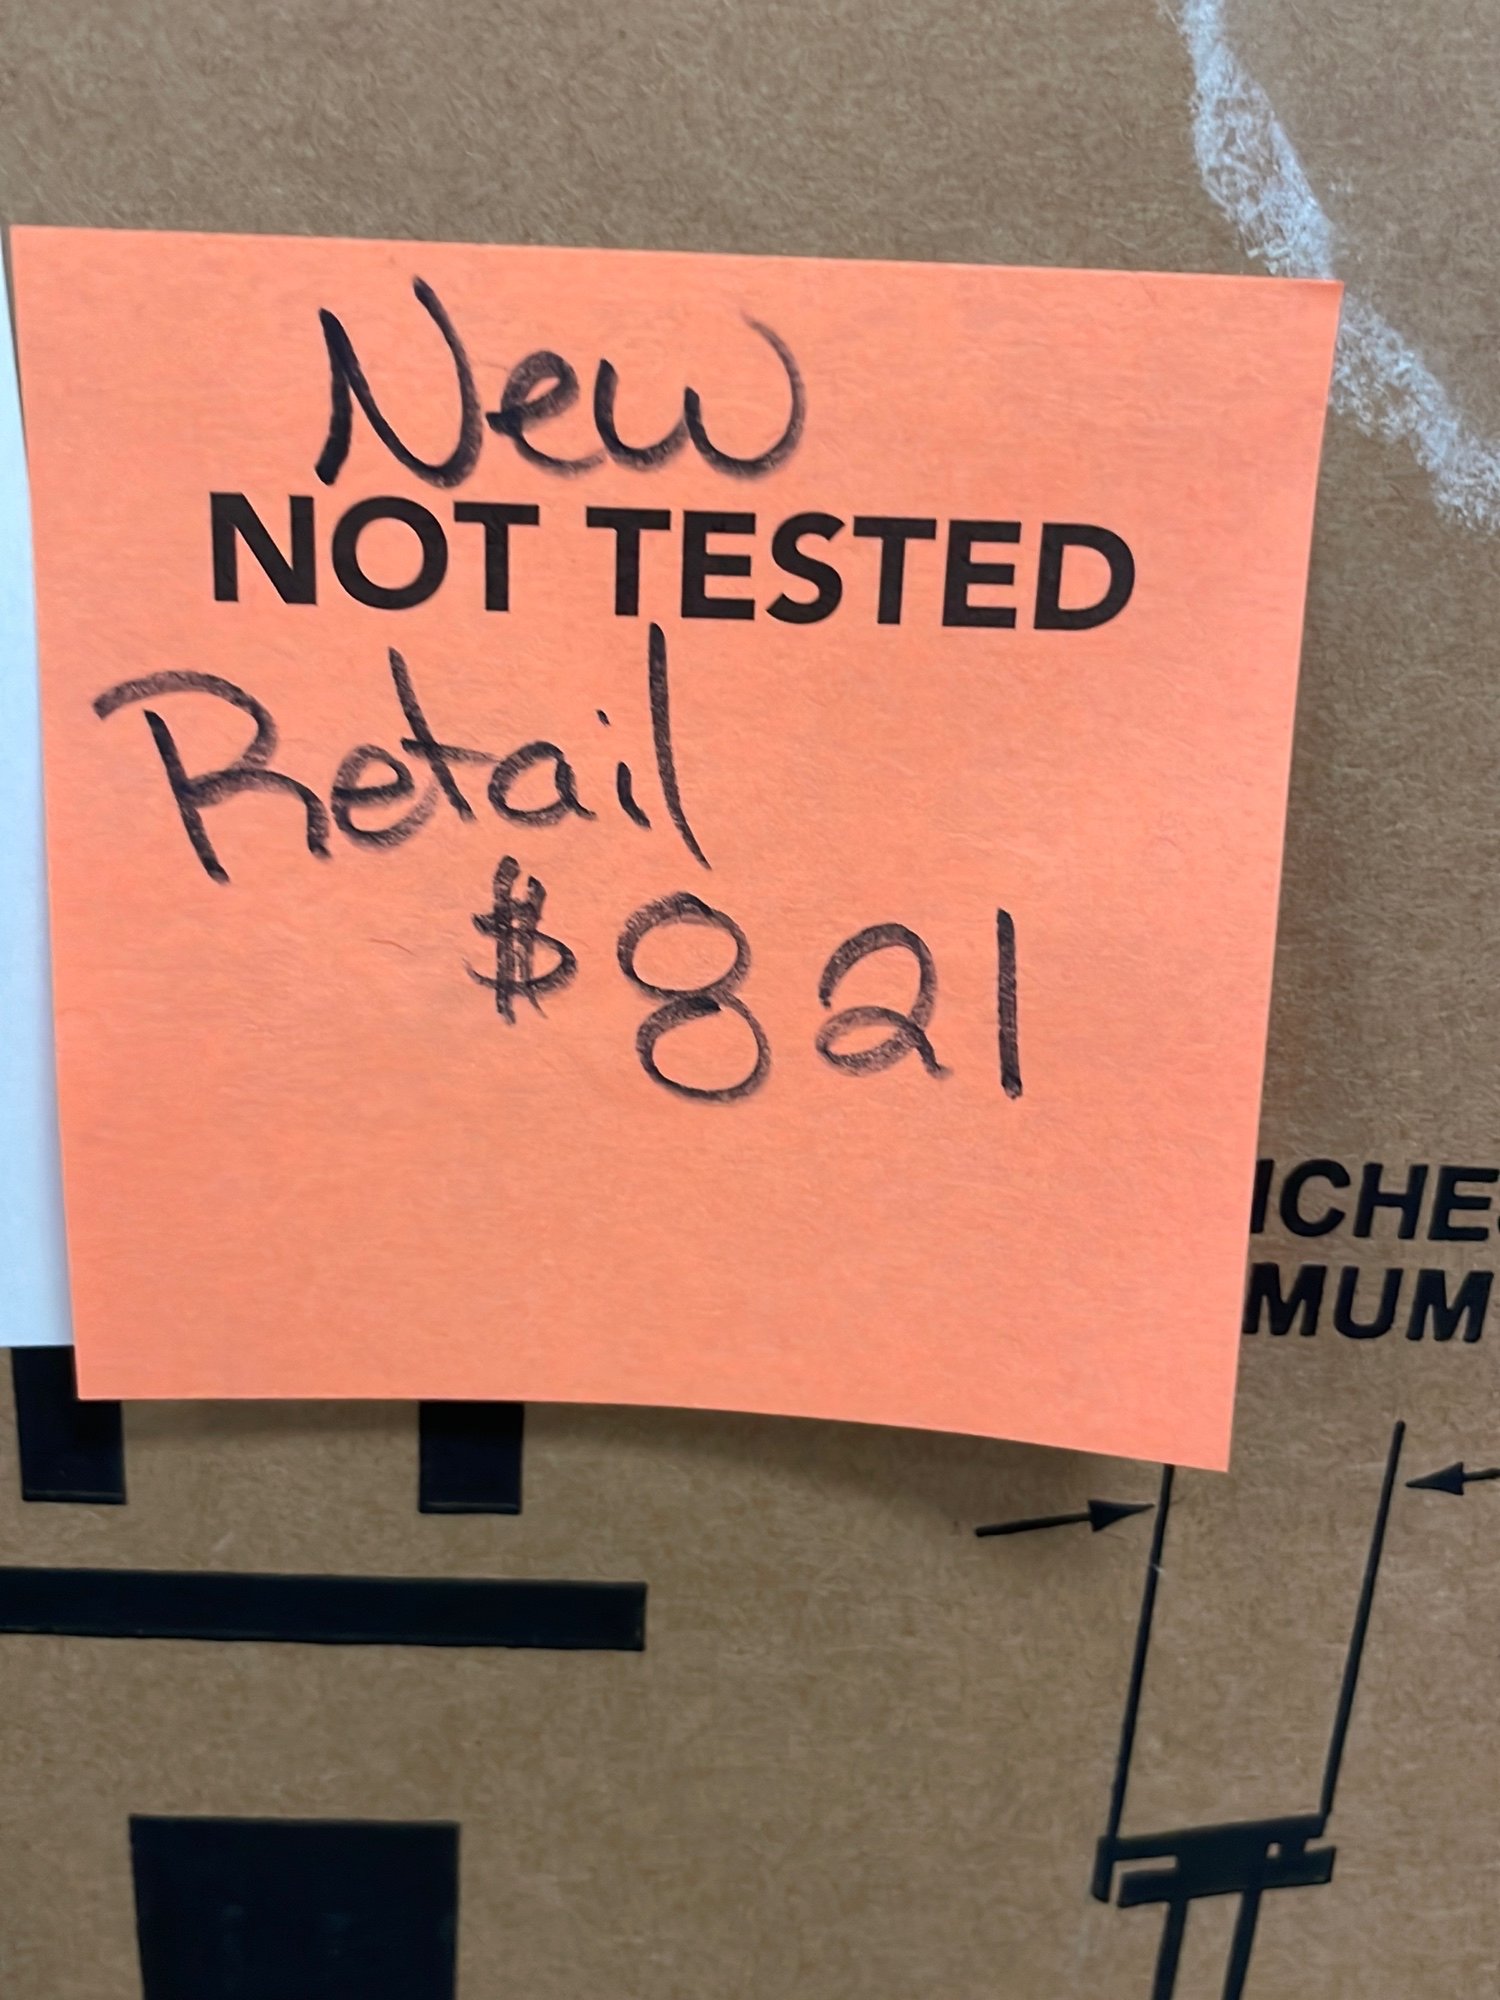 New
NOT TESTED
Retail
$821
ICHE
MUM